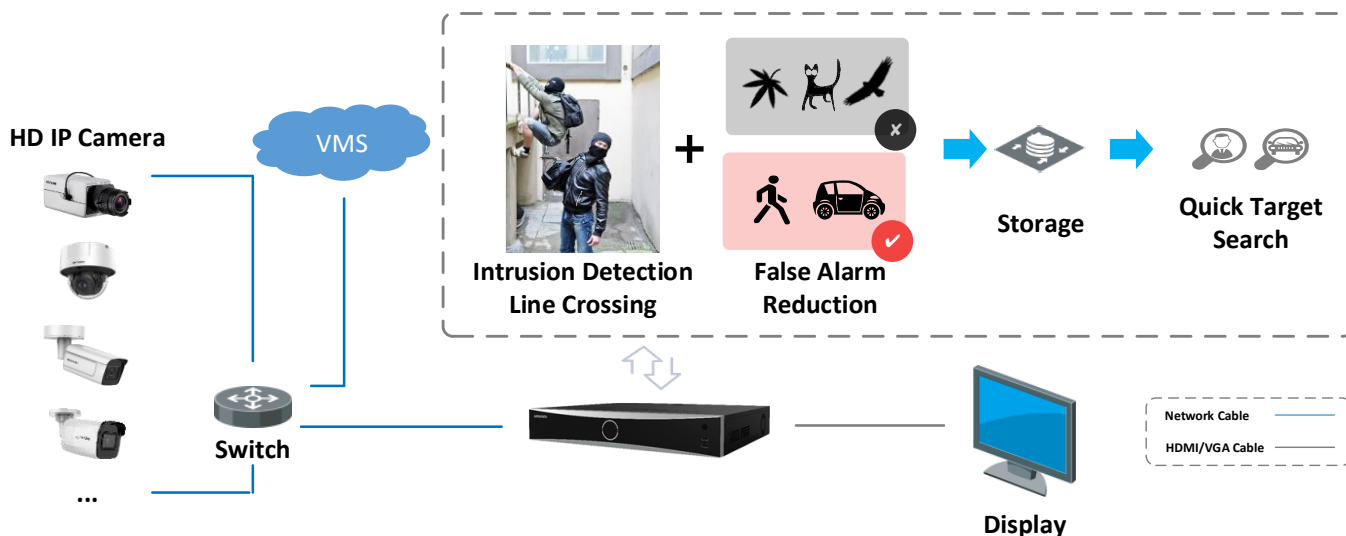 HD IP Camera
VMS
Intrusion Detection
Line Crossing
+
False Alarm
Reduction
Storage
Quick Target
Search
Switch
...
Display
Network Cable
HDMI/VGA Cable